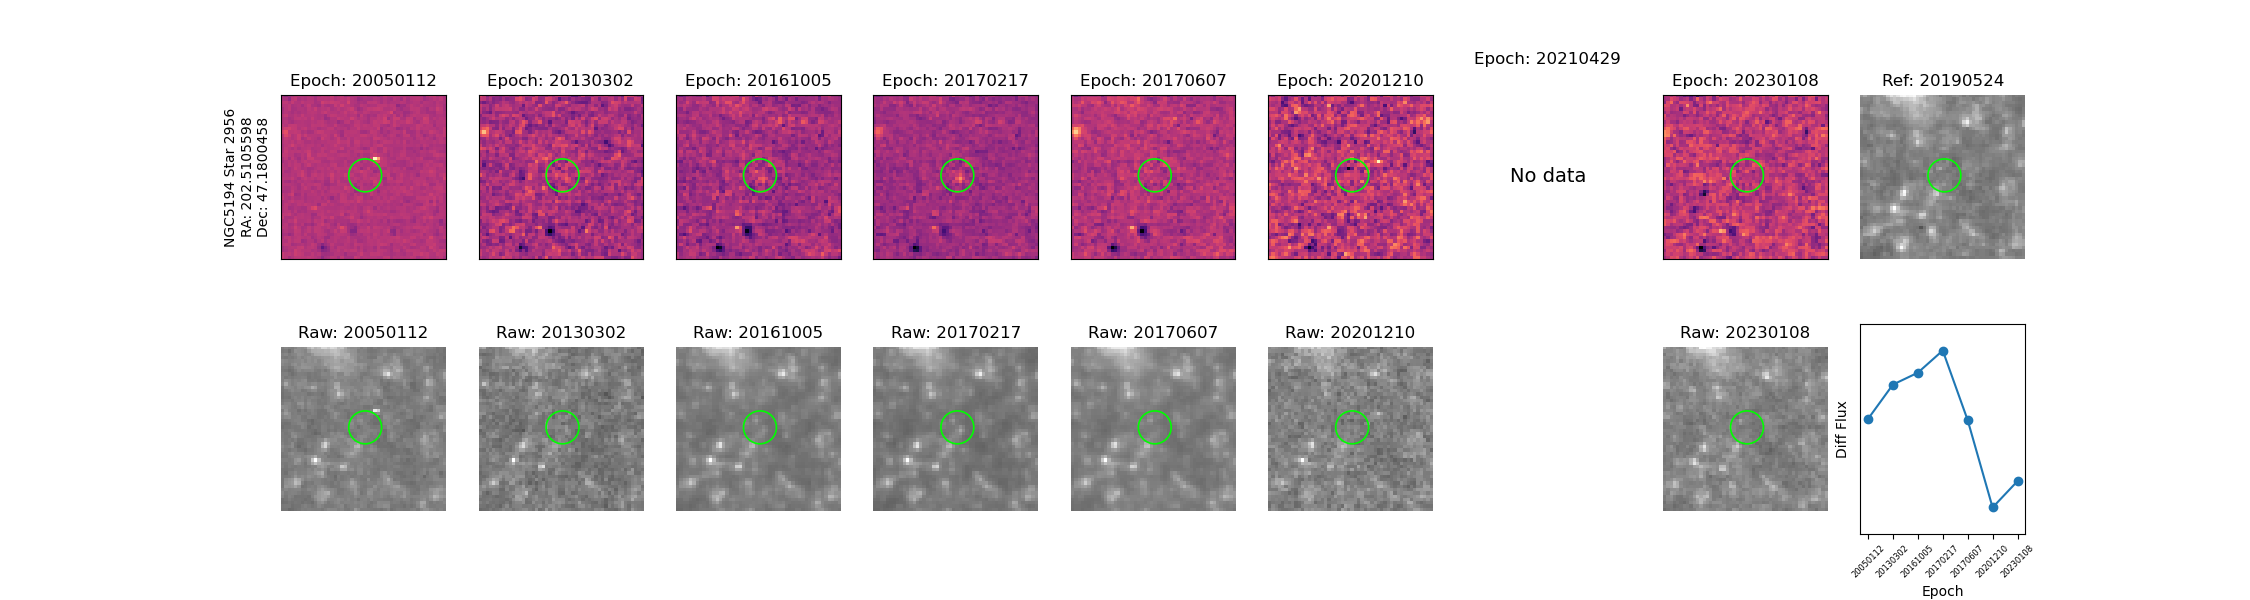 NGC5194 Star 2956
RA: 202.5105598
Dec: 47.1800458
Epoch: 20050112
Epoch: 20130302
Epoch: 20161005
Epoch: 20170217
Epoch: 20170607
Epoch: 20201210
Epoch: 20210429
No data
Epoch: 20230108
Ref: 20190524
Raw: 20050112
Raw: 20130302
Raw: 20161005
Raw: 20170217
Raw: 20170607
Raw: 20201210
Raw: 20230108
Diff Flux
20050112
20130302
20161005
20170217
20170607
20201210
20230108
Epoch